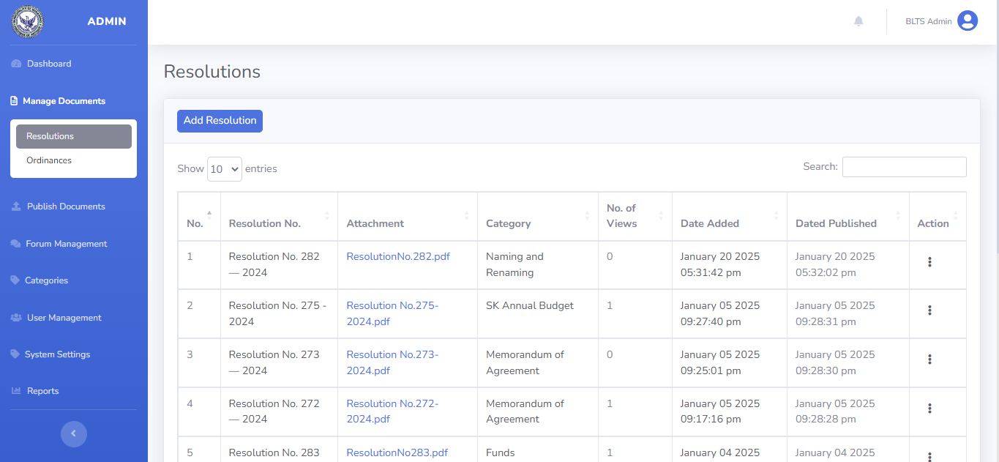 ADMIN
BLTS Admin
Dashboard
Manage Documents
Resolutions
Ordinances
Publish Documents
Forum Management
Categories
User Management
System Settings
Reports
Resolutions
Add Resolution
Show 10 entries
Search:
No. Resolution No. Attachment Category No. of Views Date Added Dated Published Action
1 Resolution No. 282 ResolutionNo.282.pdf Naming and 0 January 20 2025 January 20 2025
— 2024 Renaming 05:31:42 pm 05:32:02 pm
2 Resolution No. 275 - Resolution No.275- SK Annual Budget 1 January 05 2025 January 05 2025
2024 2024.pdf 09:27:40 pm 09:28:31 pm
3 Resolution No. 273 Resolution No.273- Memorandum of 0 January 05 2025 January 05 2025
— 2024 2024.pdf Agreement 09:25:01 pm 09:28:30 pm
4 Resolution No. 272 Resolution No.272- Memorandum of 1 January 05 2025 January 05 2025
— 2024 2024.pdf Agreement 09:17:16 pm 09:28:28 pm
5 Resolution No. 283 ResolutionNo283.pdf Funds 1 January 04 2025 January 04 2025